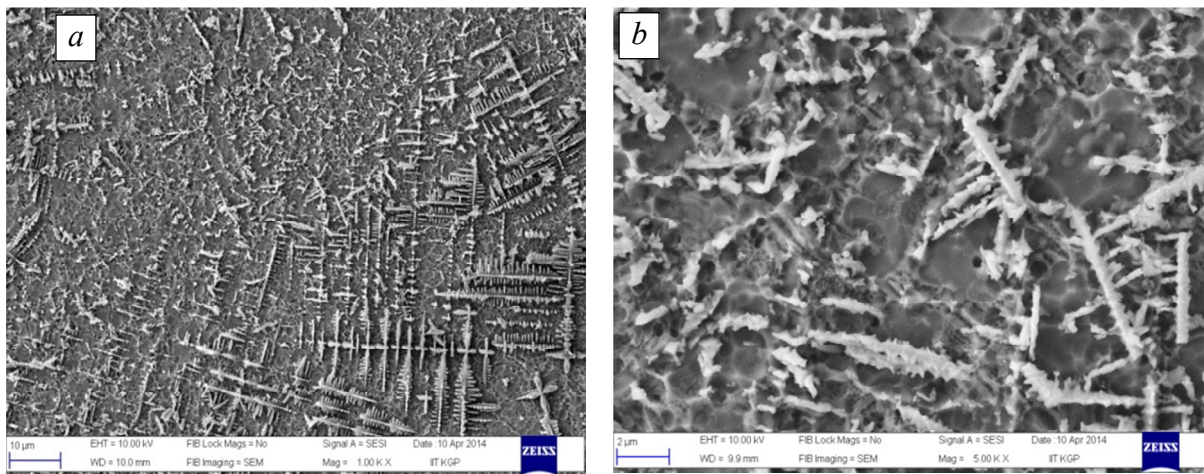 a
10 µm
EHT = 10.00 kV FIB Lock Mags = No Signal A = SESI Date :10 Apr 2014
WD = 10.0 mm FIB Imaging = SEM Mag = 1.00 K X IIT KGP
ZEISS
b
2 µm
EHT = 10.00 kV FIB Lock Mags = No Signal A = SESI Date :10 Apr 2014
WD = 9.9 mm FIB Imaging = SEM Mag = 5.00 K X IIT KGP
ZEISS